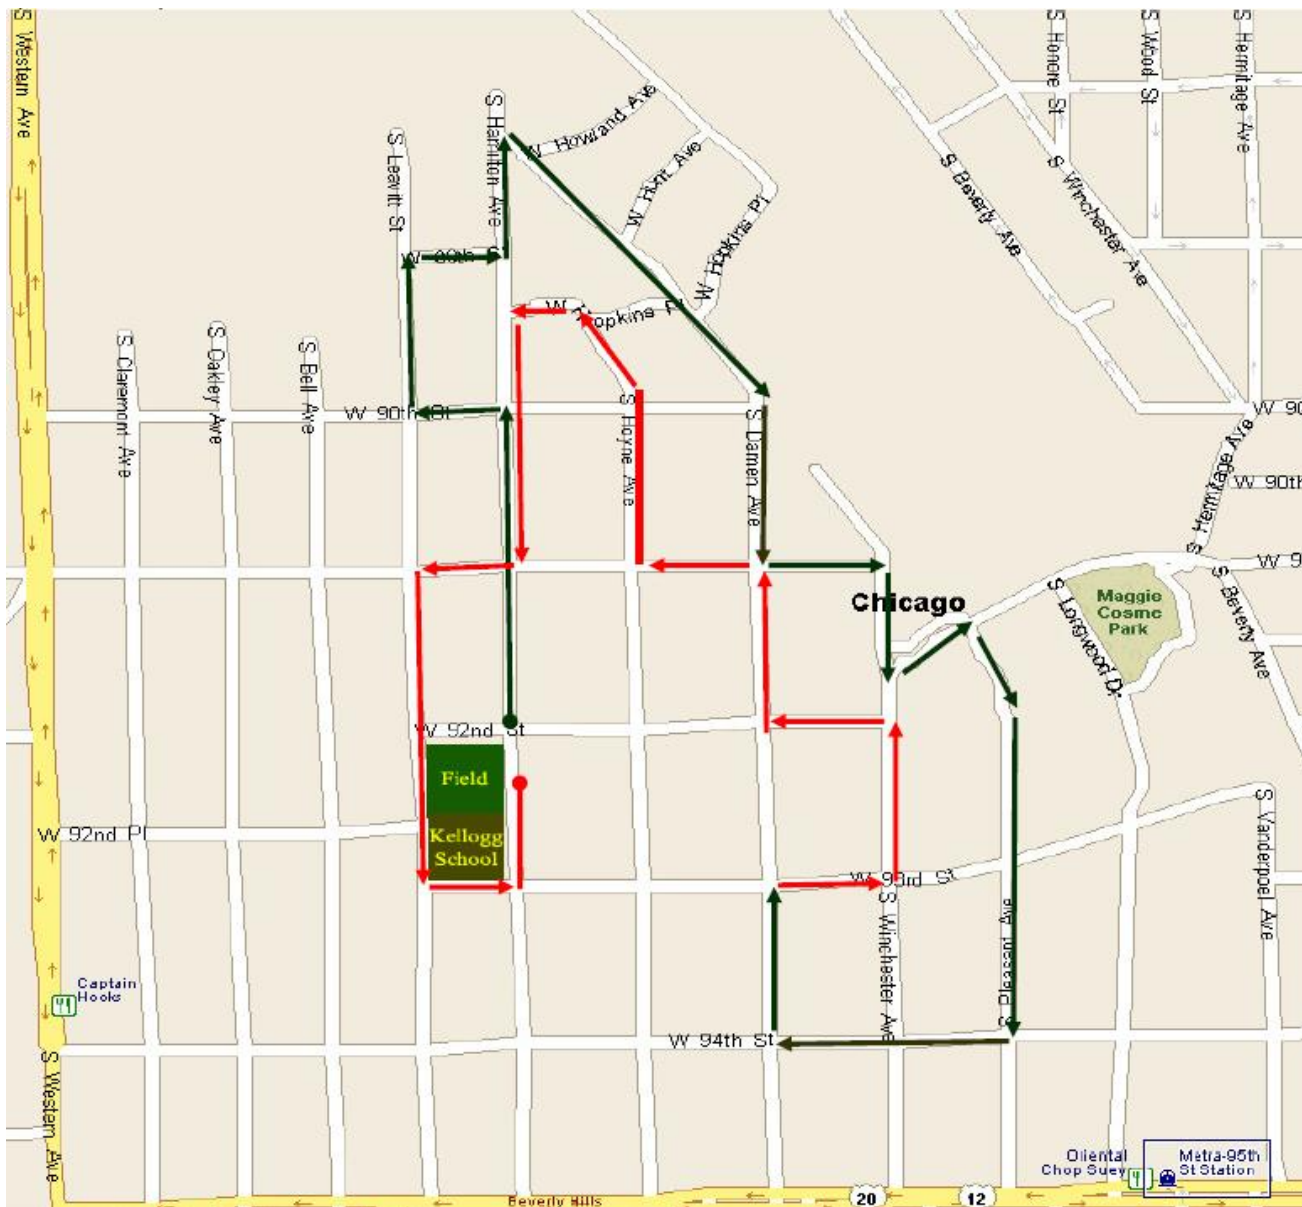 S Western Ave
S Hamilton Ave
S Honore St
S Wood St
S Hermitage Ave
W Howland Ave
S Leavitt St
W Hunt Ave
S Beverly Ave
S Winchester Ave
W Hopkins Pl
W 89th St
W Hopkins Pl
S Claremont Ave
S Oakley Ave
S Bell Ave
W 90th St
S Hoyne Ave
S Damen Ave
W 90
S Hermitage Ave
W 90th
W 9
Chicago
S Longwood Dr
Maggie
Cosme
Park
S Beverly Ave
W 92nd St
Field
W 92nd Pl
Kellogg
School
S Vanderpoel Ave
W 93rd St
S Winchester Ave
S Pleasant Ave
Captain
Hooks
W 94th St
S Western Ave
Oriental
Chop Suey
Metra-95th
St Station
Beverly Hills
20
12